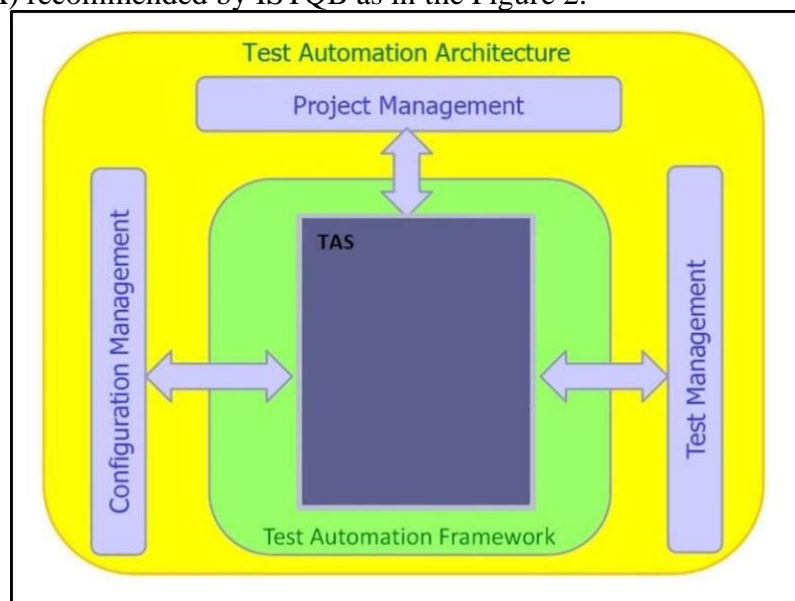 ) recommended by ISTQB as in the Figure 2.
Test Automation Architecture
Project Management
Configuration Management
TAS
Test Management
Test Automation Framework